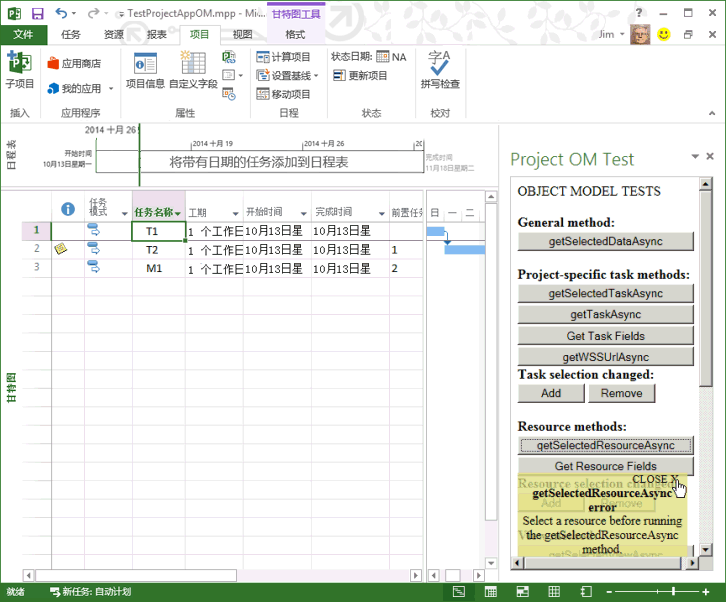 TestProjectAppOM.mpp - Mic...
甘特图工具
文件
任务
资源
报表
项目
视图
格式
Jim
子项目
应用商店
我的应用
项目信息
自定义字段
计算项目
设置基线
移动项目
状态日期:
NA
更新项目
字A
拼写检查
插入
应用程序
属性
日程
状态
校对
日程表
2014 十月 26
开始时间
10月13日星期一
2014 十月 19
2014 十月 26
将带有日期的任务添加到日程表
完成时间
11月18日星期二
任务模式
任务名称
工期
开始时间
完成时间
前置任务
日 一 二
1 T1 1 个工作日 10月13日星 10月13日星
2 T2 1 个工作日 10月13日星 10月13日星 1
3 M1 1 个工作日 10月13日星 10月13日星 2
甘特图
Project OM Test
OBJECT MODEL TESTS
General method:
getSelectedDataAsync
Project-specific task methods:
getSelectedTaskAsync
getTaskAsync
Get Task Fields
getWSSUrlAsync
Task selection changed:
Add
Remove
Resource methods:
getSelectedResourceAsync
Get Resource Fields
CLOSE X
Resource selection changed
getSelectedResourceAsync
error
Add
Remove
Select a resource before running
the getSelectedResourceAsync
method.
getSelectedViewAsync
就绪
新任务: 自动计划